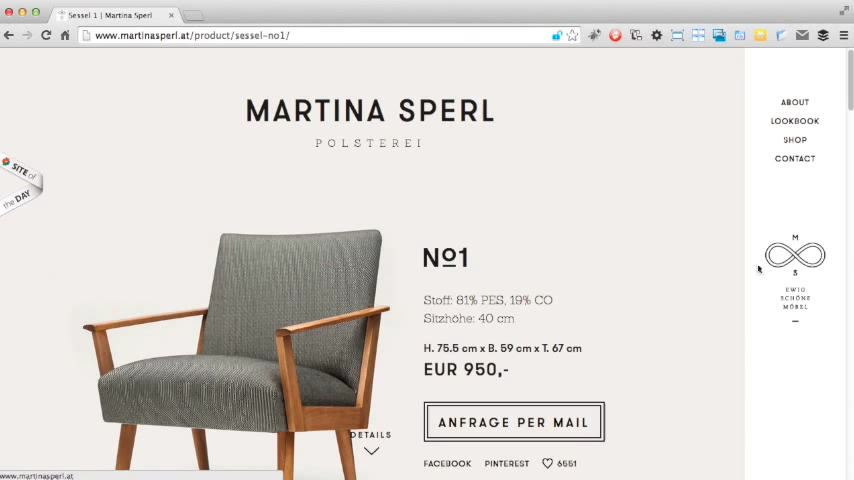 Sessel 1 | Martina Sperl
www.martinasperl.at/product/sessel-no1/
MARTINA SPERL
POLSTEREI
ABOUT
LOOKBOOK
SHOP
CONTACT
SITE of
the DAY
M
S
EWIG
SCHÖNE
MÖBEL
Nº1
Stoff: 81% PES, 19% CO
Sitzhöhe: 40 cm
H. 75.5 cm x B. 59 cm x T. 67 cm
EUR 950,-
ANFRAGE PER MAIL
DETAILS
FACEBOOK PINTEREST 6551
www.martinasperl.at